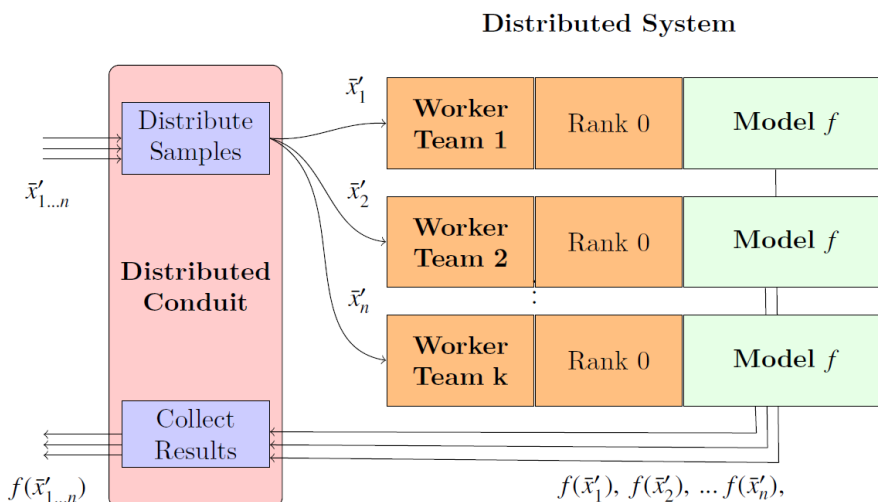 Distributed System
x̄′₁
Worker
Team 1
Rank 0
Model f
Distribute
Samples
x̄′₁...ₙ
x̄′₂
Worker
Team 2
Rank 0
Model f
Distributed
Conduit
x̄′ₙ
⋮
Worker
Team k
Rank 0
Model f
Collect
Results
f(x̄′₁...ₙ)
f(x̄′₁), f(x̄′₂), ... f(x̄′ₙ),